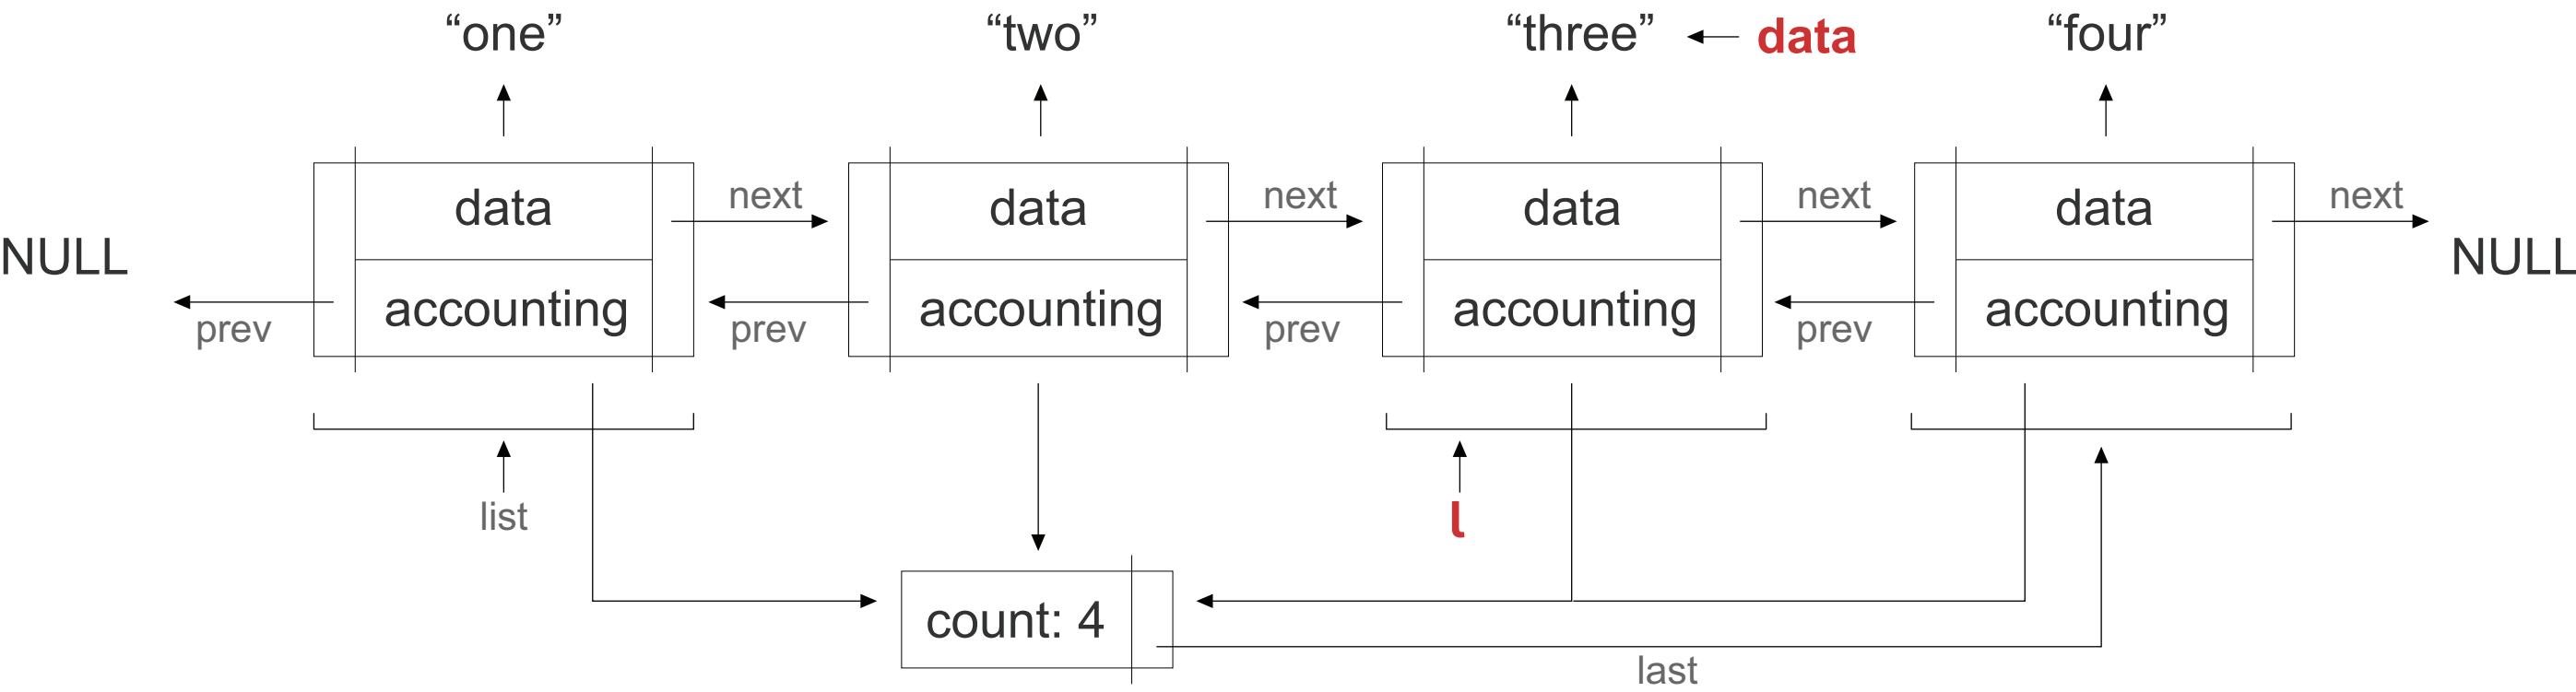 “one” “two” “three” data “four”
next next next next
data data data data
NULL NULL
accounting accounting accounting accounting
prev prev prev prev
list l
count: 4
last